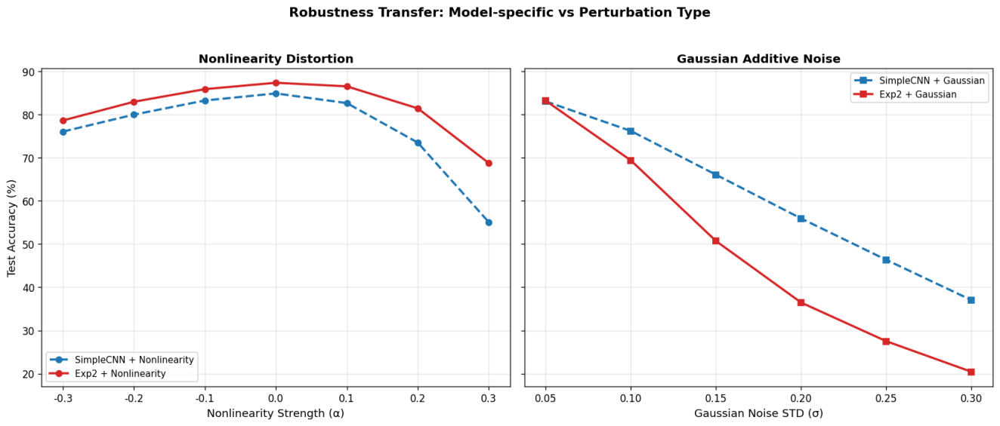 Robustness Transfer: Model-specific vs Perturbation Type
Nonlinearity Distortion
Test Accuracy (%)
90
80
70
60
50
40
30
20
SimpleCNN + Nonlinearity
Exp2 + Nonlinearity
-0.3 -0.2 -0.1 0.0 0.1 0.2 0.3
Nonlinearity Strength (α)
Gaussian Additive Noise
SimpleCNN + Gaussian
Exp2 + Gaussian
0.05 0.10 0.15 0.20 0.25 0.30
Gaussian Noise STD (σ)